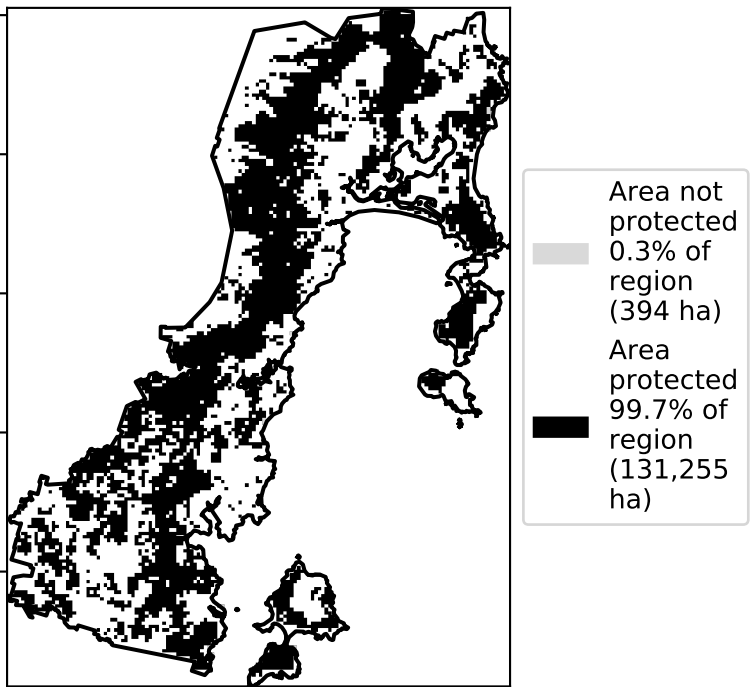 Area not
protected
0.3% of
region
(394 ha)
Area
protected
99.7% of
region
(131,255
ha)